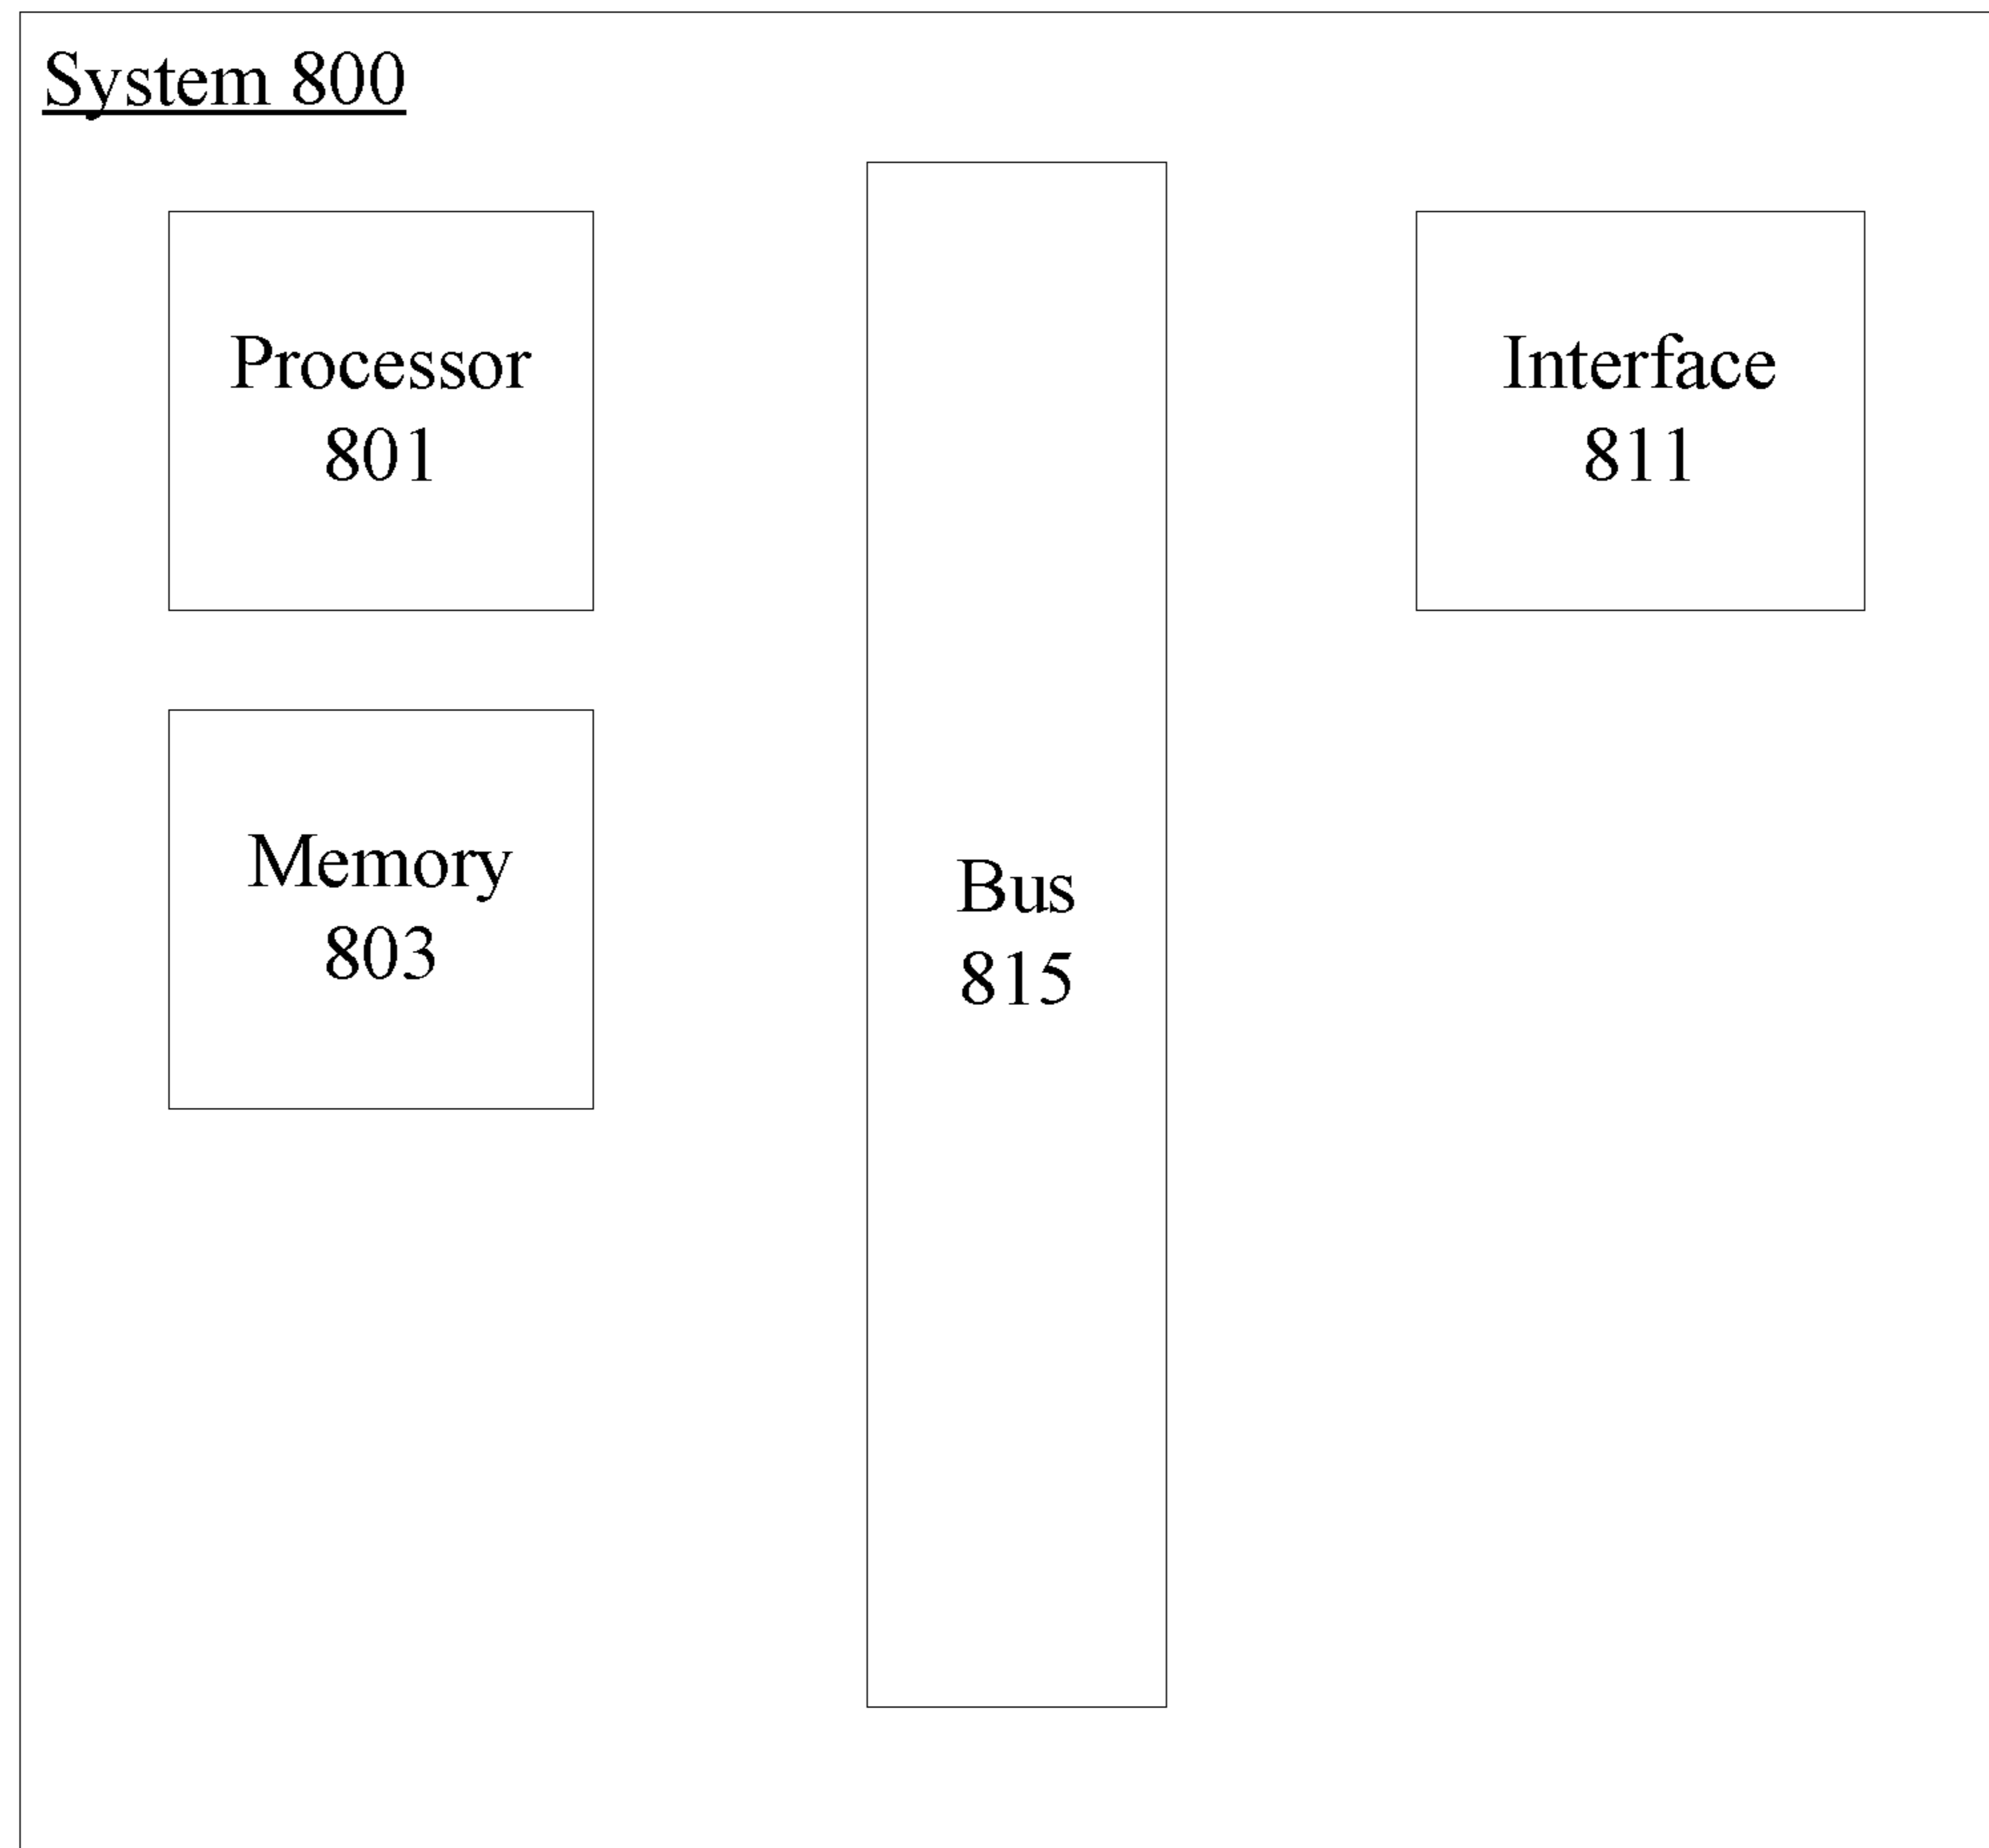 System 800
Processor
801
Memory
803
Bus
815
Interface
811